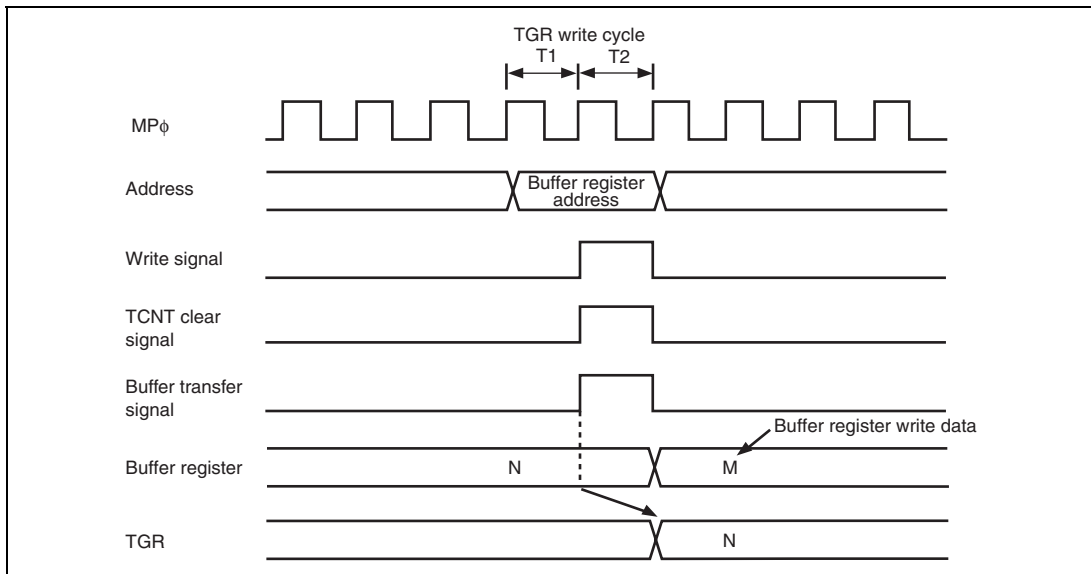 TGR write cycle
T1 T2
MPϕ
Address
Buffer register
address
Write signal
TCNT clear
signal
Buffer transfer
signal
Buffer register write data
Buffer register
N M
TGR
N